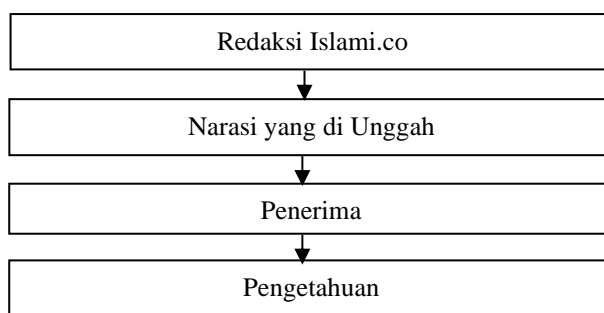 Redaksi Islami.co
Narasi yang di Unggah
Penerima
Pengetahuan